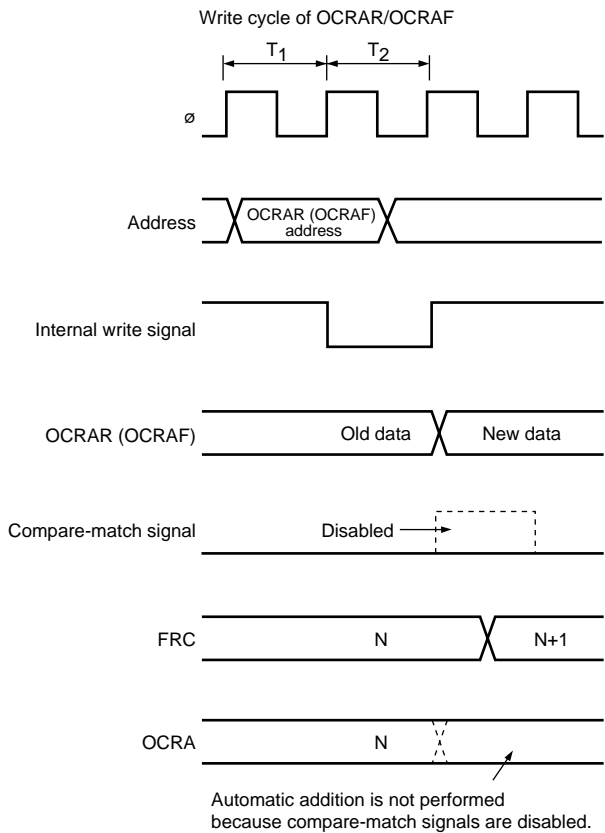 Write cycle of OCRAR/OCRAF
T1
T2
ø
Address
OCRAR (OCRAF)
address
Internal write signal
OCRAR (OCRAF)
Old data
New data
Compare-match signal
Disabled
FRC
N
N+1
OCRA
N
Automatic addition is not performed
because compare-match signals are disabled.